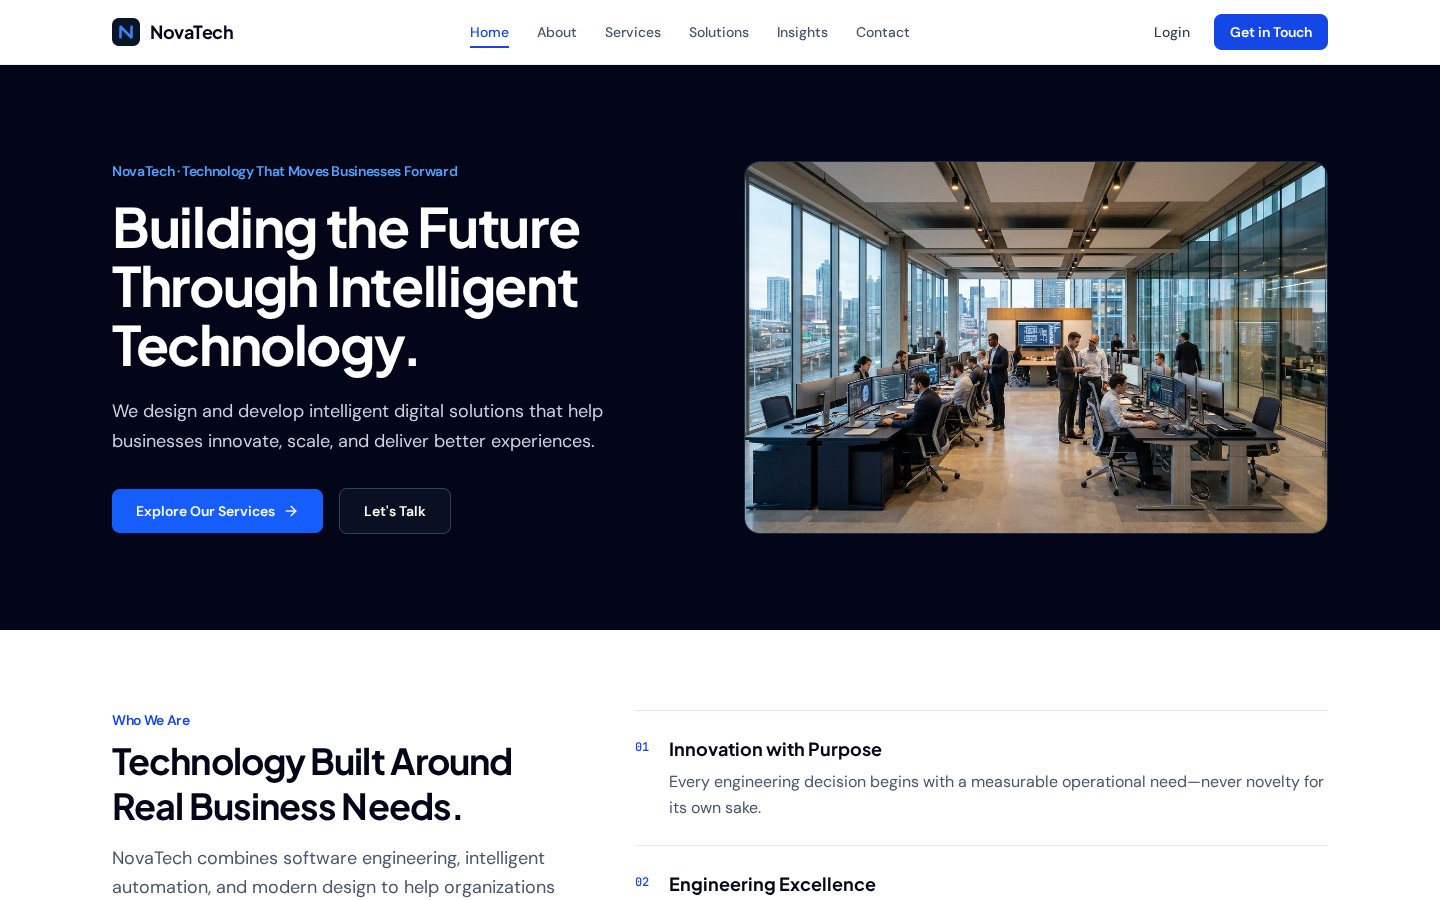 N NovaTech
Home About Services Solutions Insights Contact
Login Get in Touch
NovaTech · Technology That Moves Businesses Forward
Building the Future
Through Intelligent
Technology.
We design and develop intelligent digital solutions that help
businesses innovate, scale, and deliver better experiences.
Explore Our Services →
Let's Talk
Who We Are
Technology Built Around
Real Business Needs.
NovaTech combines software engineering, intelligent
automation, and modern design to help organizations
01 Innovation with Purpose
Every engineering decision begins with a measurable operational need—never novelty for
its own sake.
02 Engineering Excellence